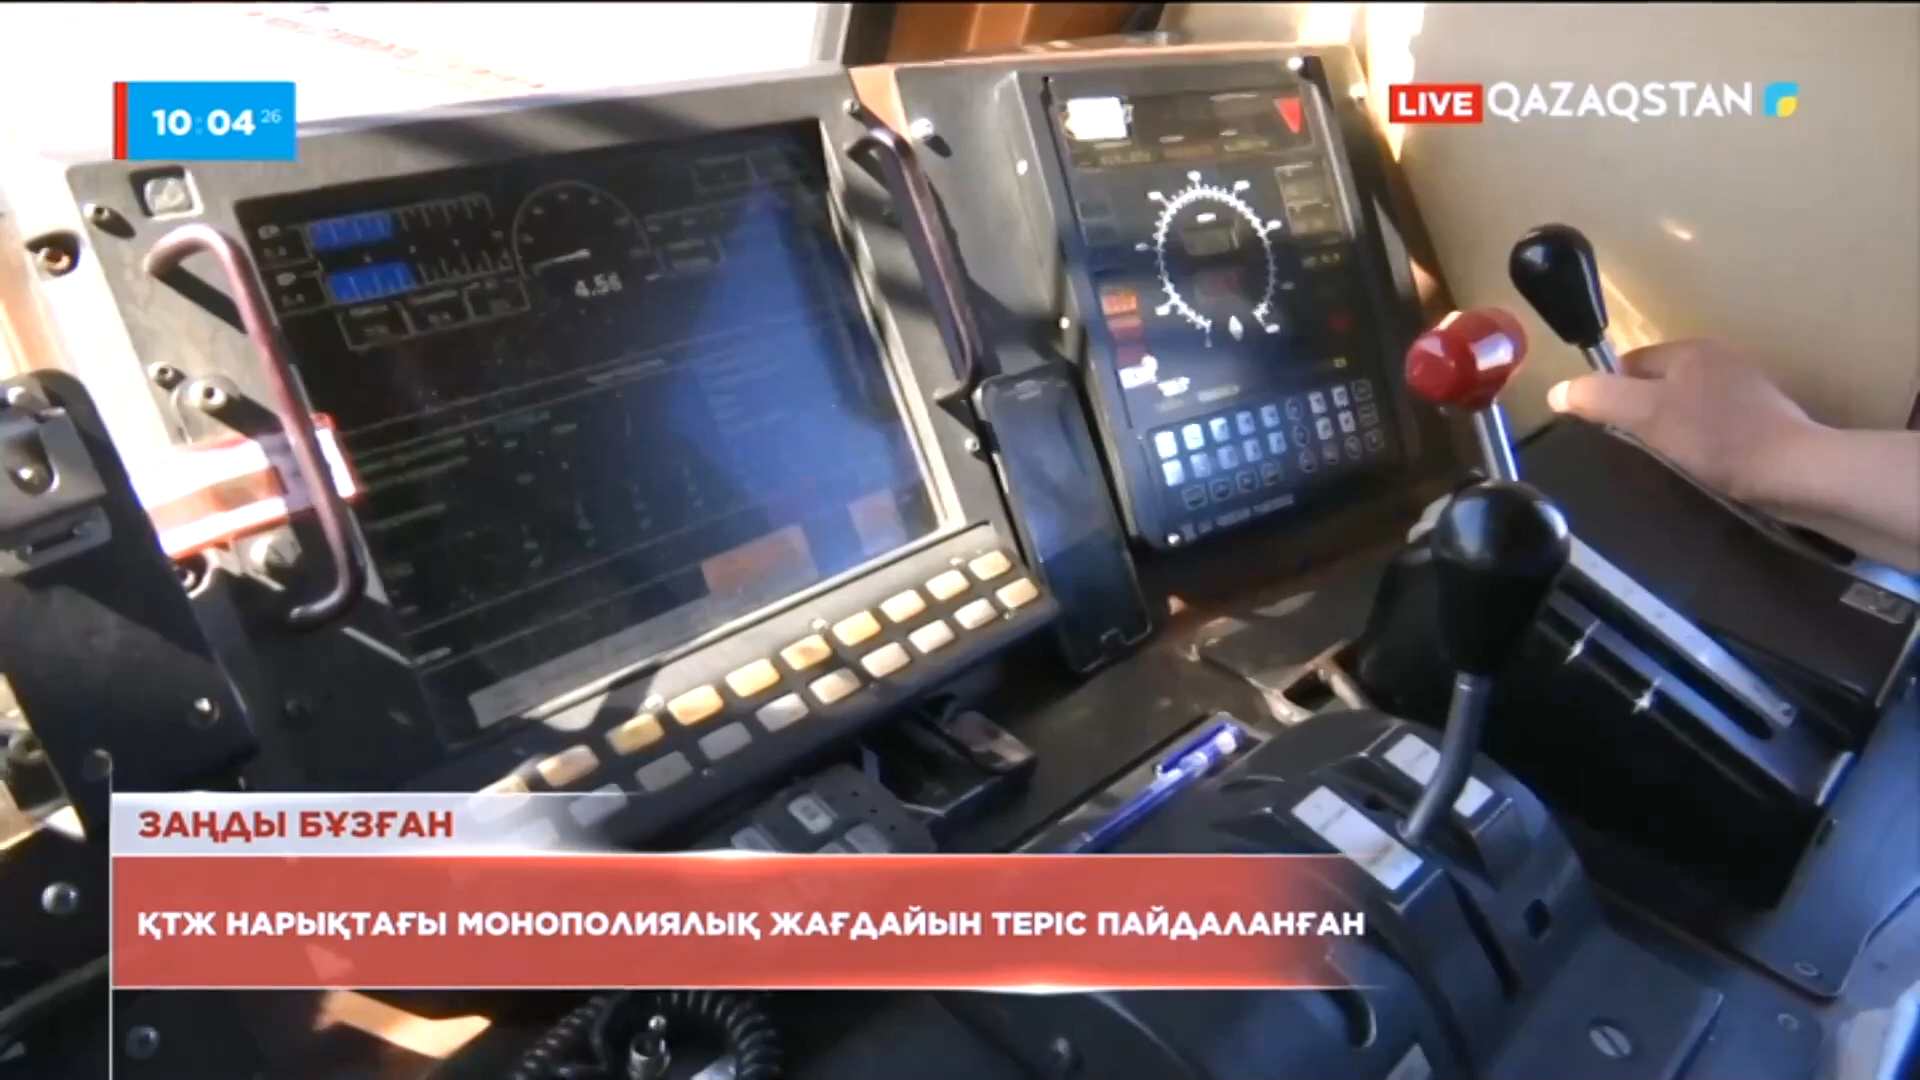 10:04 26
LIVE QAZAQSTAN
4.56
ЗАҢДЫ БҰЗҒАН
ҚТЖ НАРЫҚТАҒЫ МОНОПОЛИЯЛЫҚ ЖАҒДАЙЫН ТЕРІС ПАЙДАЛАНҒАН